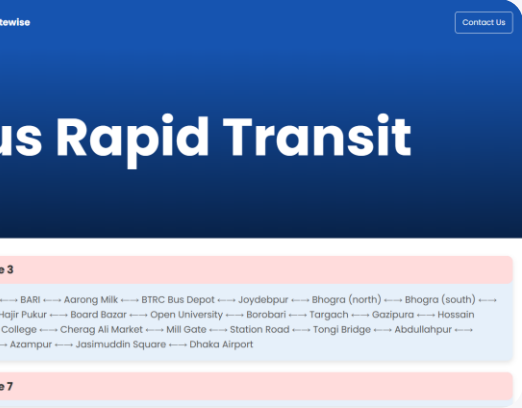 tewise
Contact Us
us Rapid Transit
e 3
←→ BARI ←→ Aarong Milk ←→ BTRC Bus Depot ←→ Joydebpur ←→ Bhogra (north) ←→ Bhogra (south) ←→
Hajir Pukur ←→ Board Bazar ←→ Open University ←→ Borobari ←→ Targach ←→ Gazipura ←→ Hossain
College ←→ Cherag Ali Market ←→ Mill Gate ←→ Station Road ←→ Tongi Bridge ←→ Abdullahpur ←→
→ Azampur ←→ Jasimuddin Square ←→ Dhaka Airport
e 7